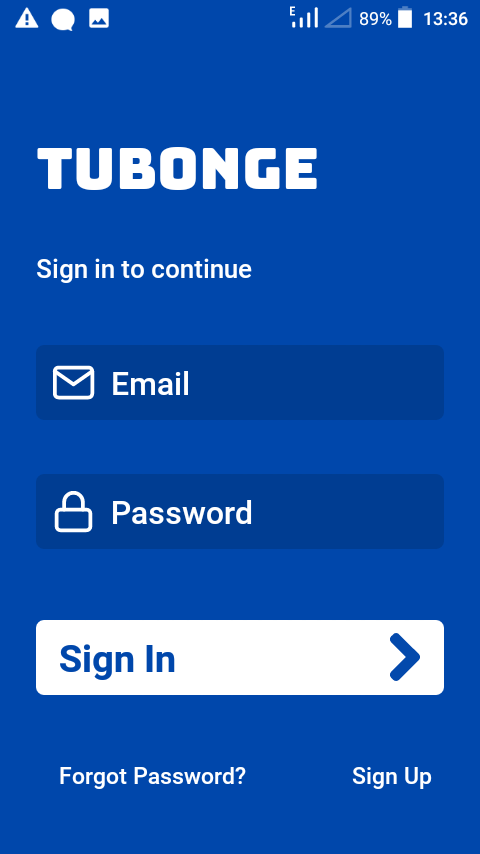 E 89% 13:36
TUBONGE
Sign in to continue
Email
Password
Sign In
Forgot Password? Sign Up